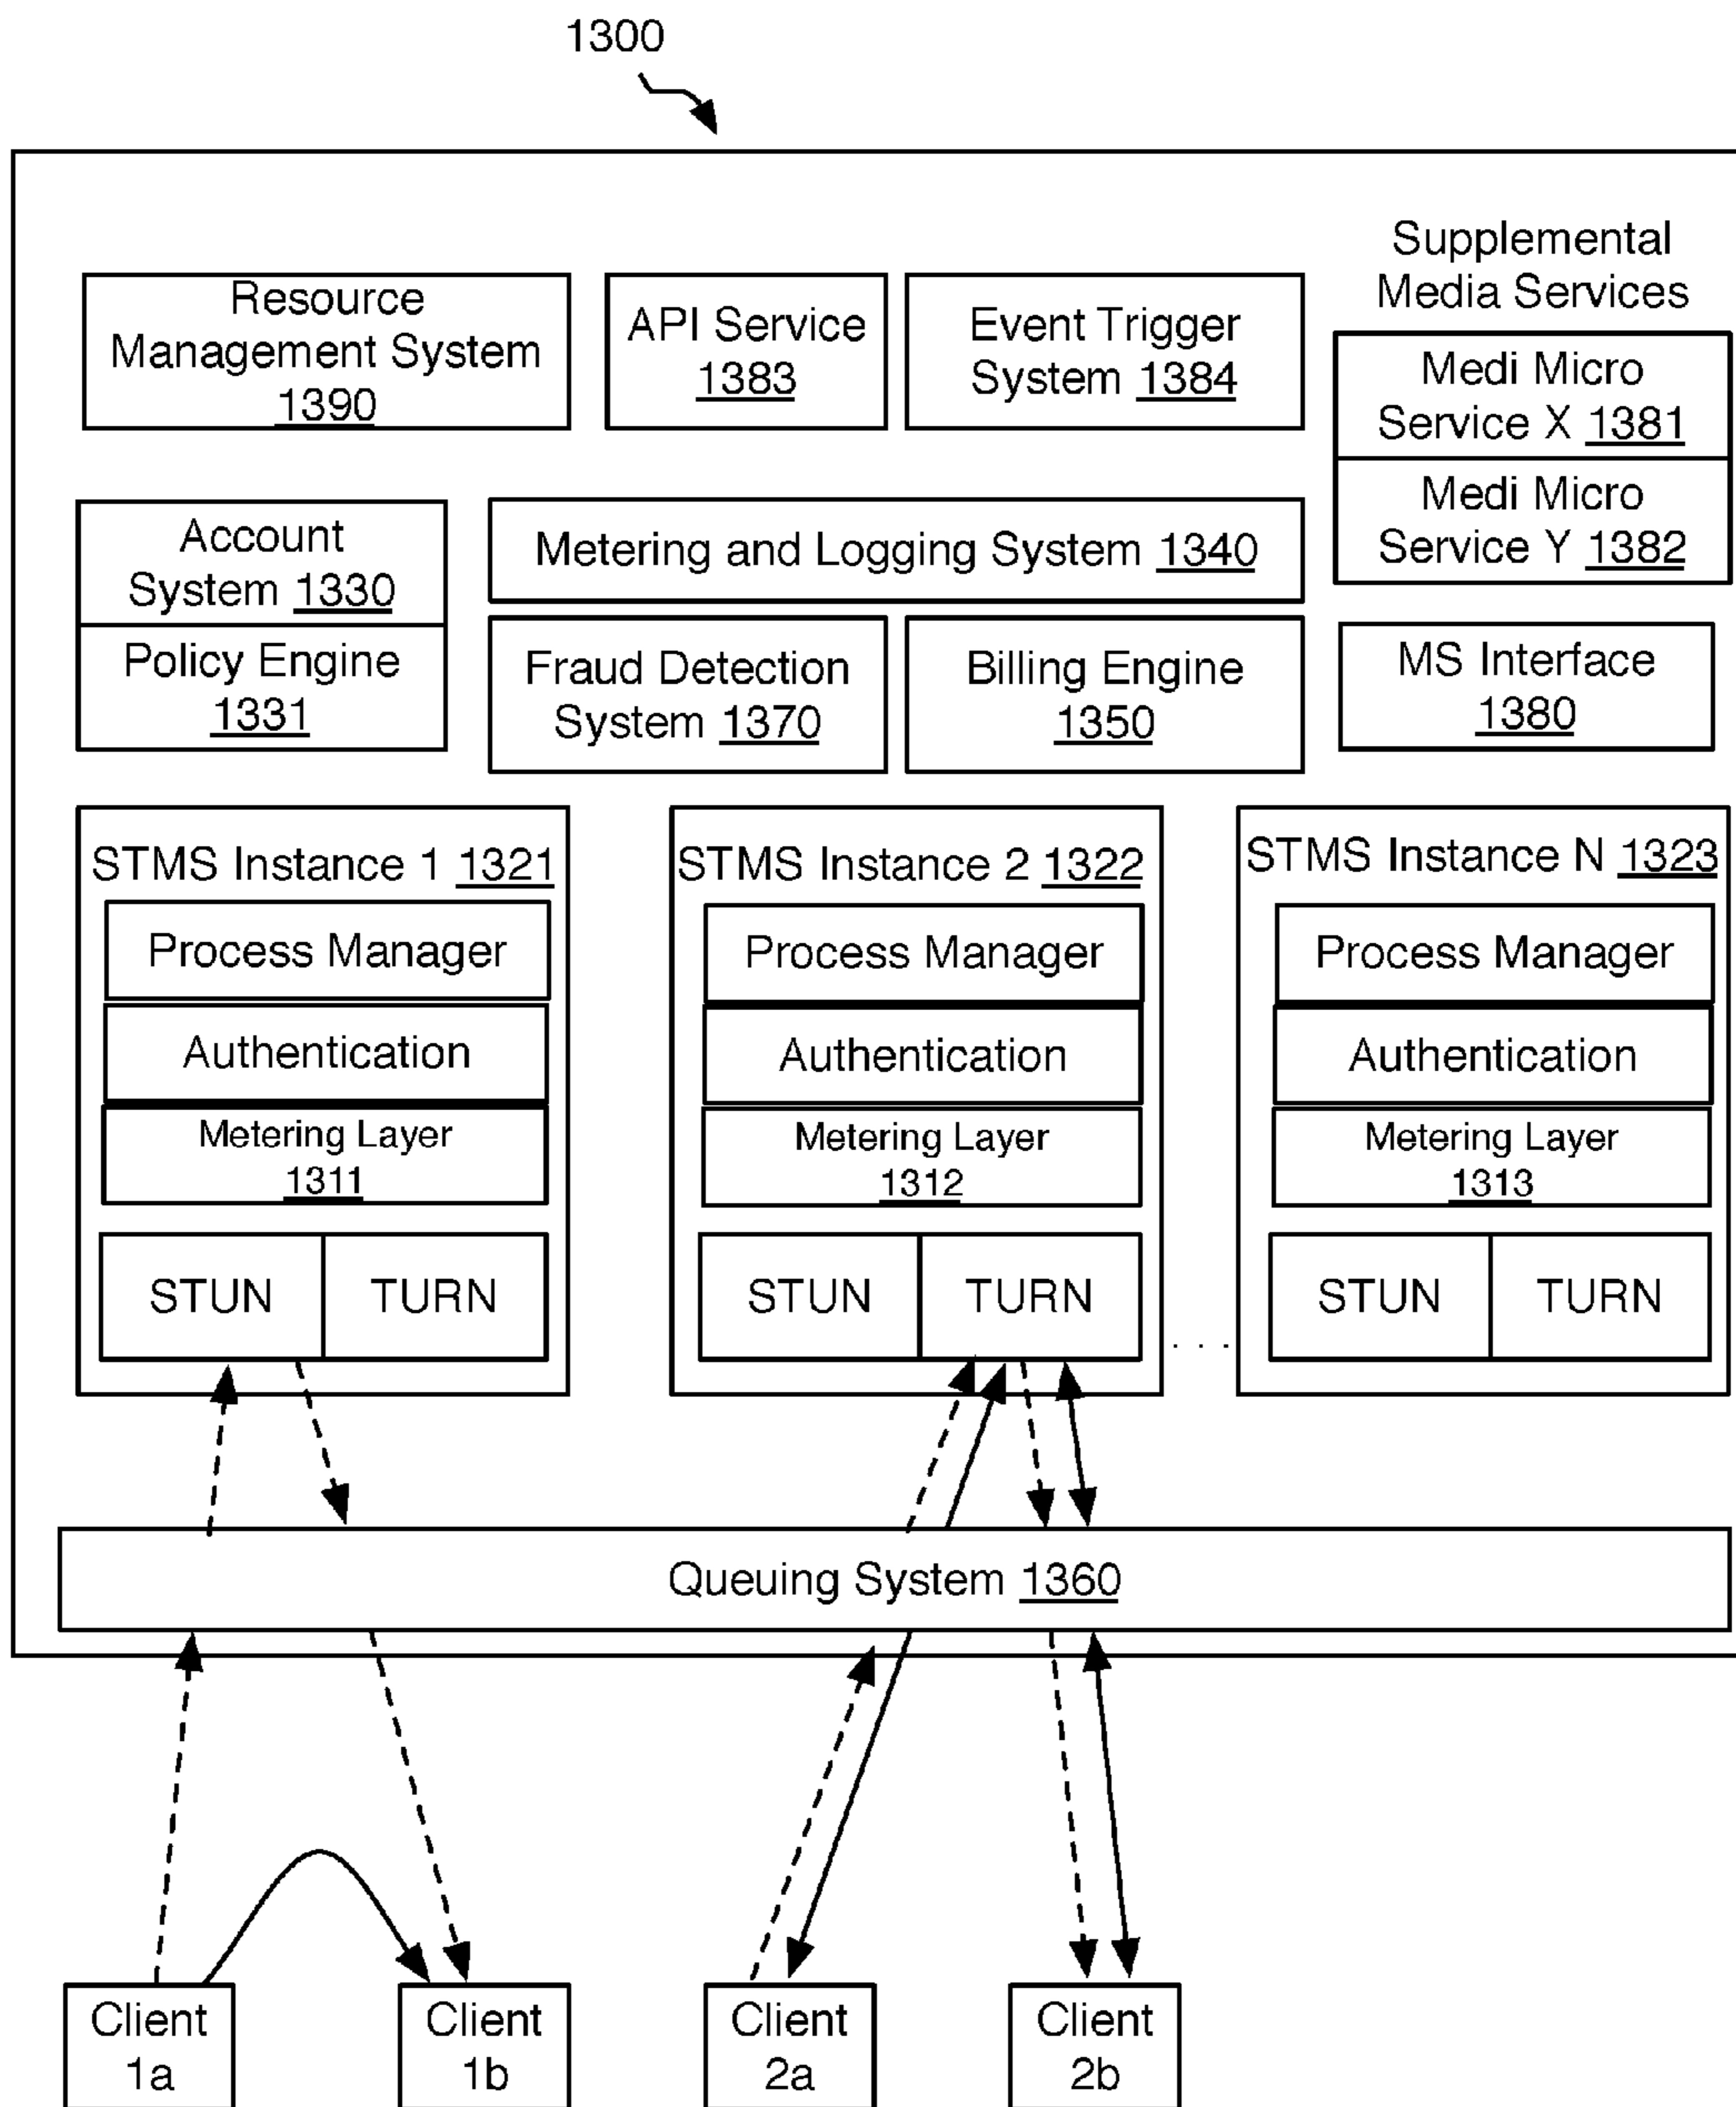 1300
Resource
Management System
1390
API Service
1383
Event Trigger
System 1384
Supplemental
Media Services
Medi Micro
Service X 1381
Medi Micro
Service Y 1382
Account
System 1330
Policy Engine
1331
Metering and Logging System 1340
Fraud Detection
System 1370
Billing Engine
1350
MS Interface
1380
STMS Instance 1 1321
Process Manager
Authentication
Metering Layer
1311
STUN
TURN
STMS Instance 2 1322
Process Manager
Authentication
Metering Layer
1312
STUN
TURN
. . .
STMS Instance N 1323
Process Manager
Authentication
Metering Layer
1313
STUN
TURN
Queuing System 1360
Client
1a
Client
1b
Client
2a
Client
2b